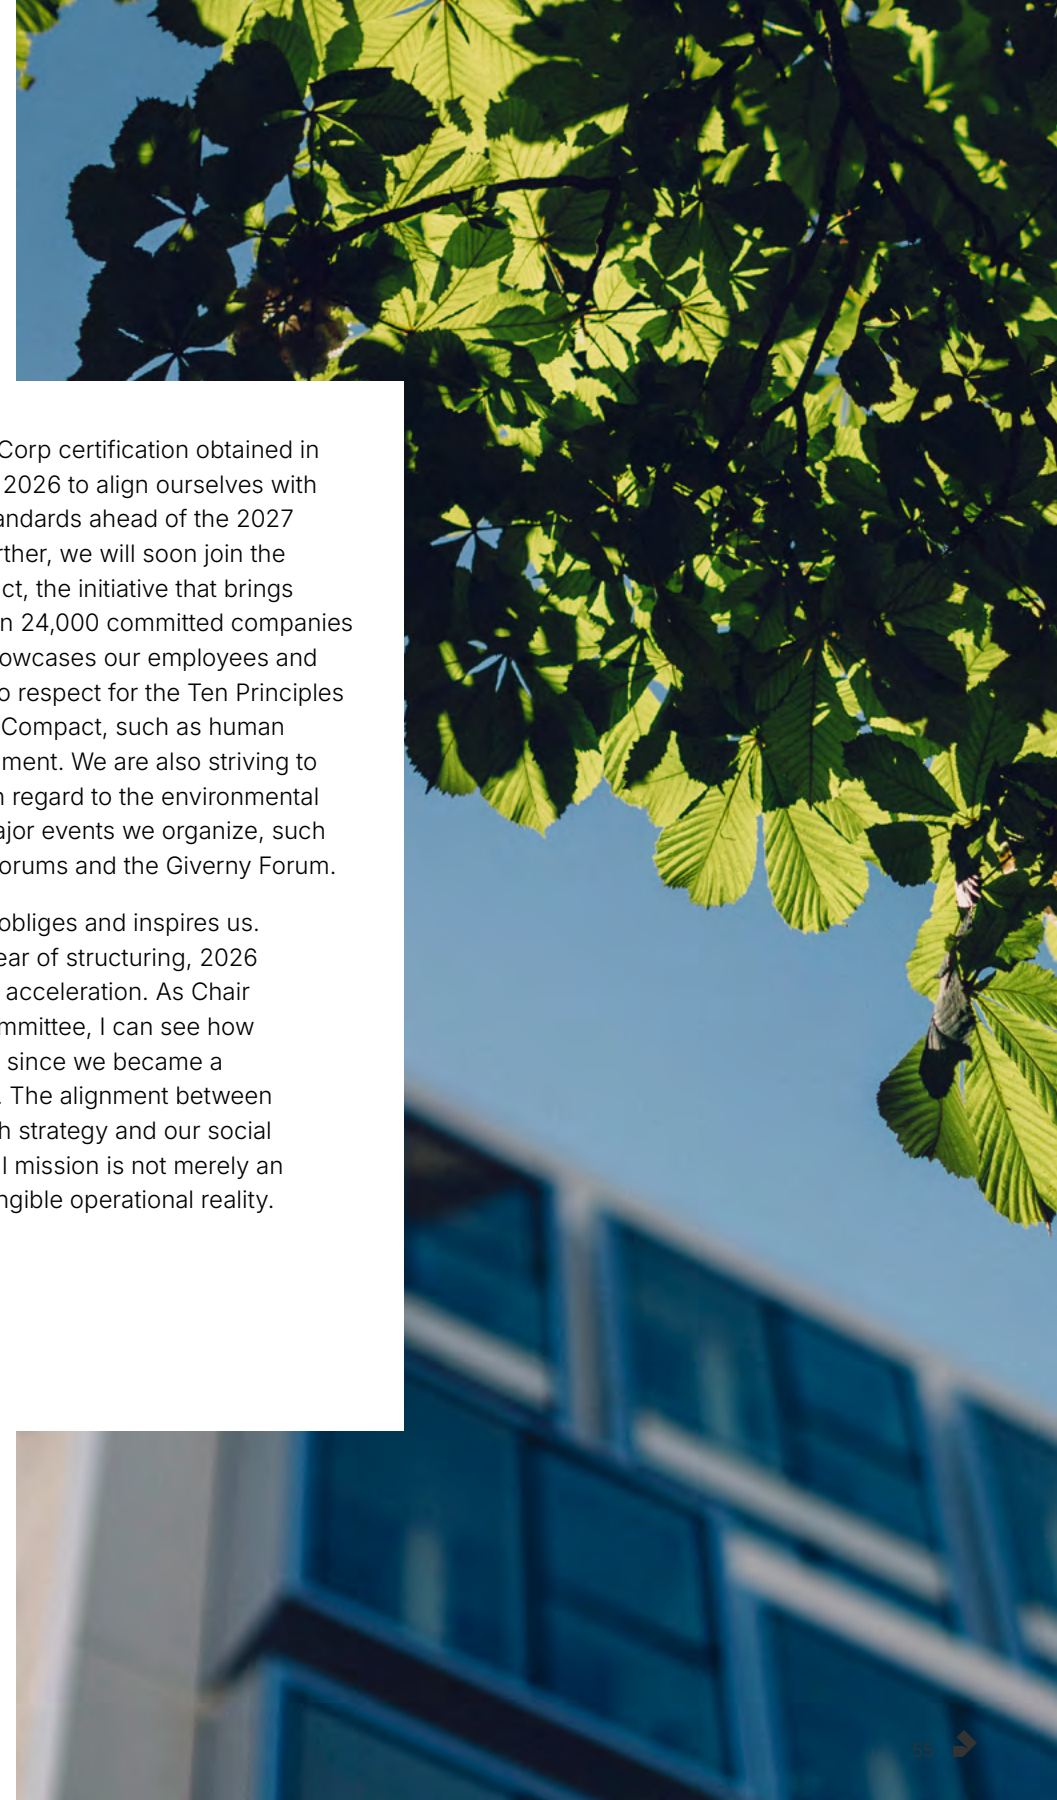 Corp certification obtained in
2026 to align ourselves with
andards ahead of the 2027
rther, we will soon join the
ct, the initiative that brings
n 24,000 committed companies
owcases our employees and
o respect for the Ten Principles
Compact, such as human
ment. We are also striving to
n regard to the environmental
ajor events we organize, such
orums and the Giverny Forum.
obliges and inspires us.
ear of structuring, 2026
acceleration. As Chair
mmittee, I can see how
since we became a
. The alignment between
h strategy and our social
l mission is not merely an
ngible operational reality.
55